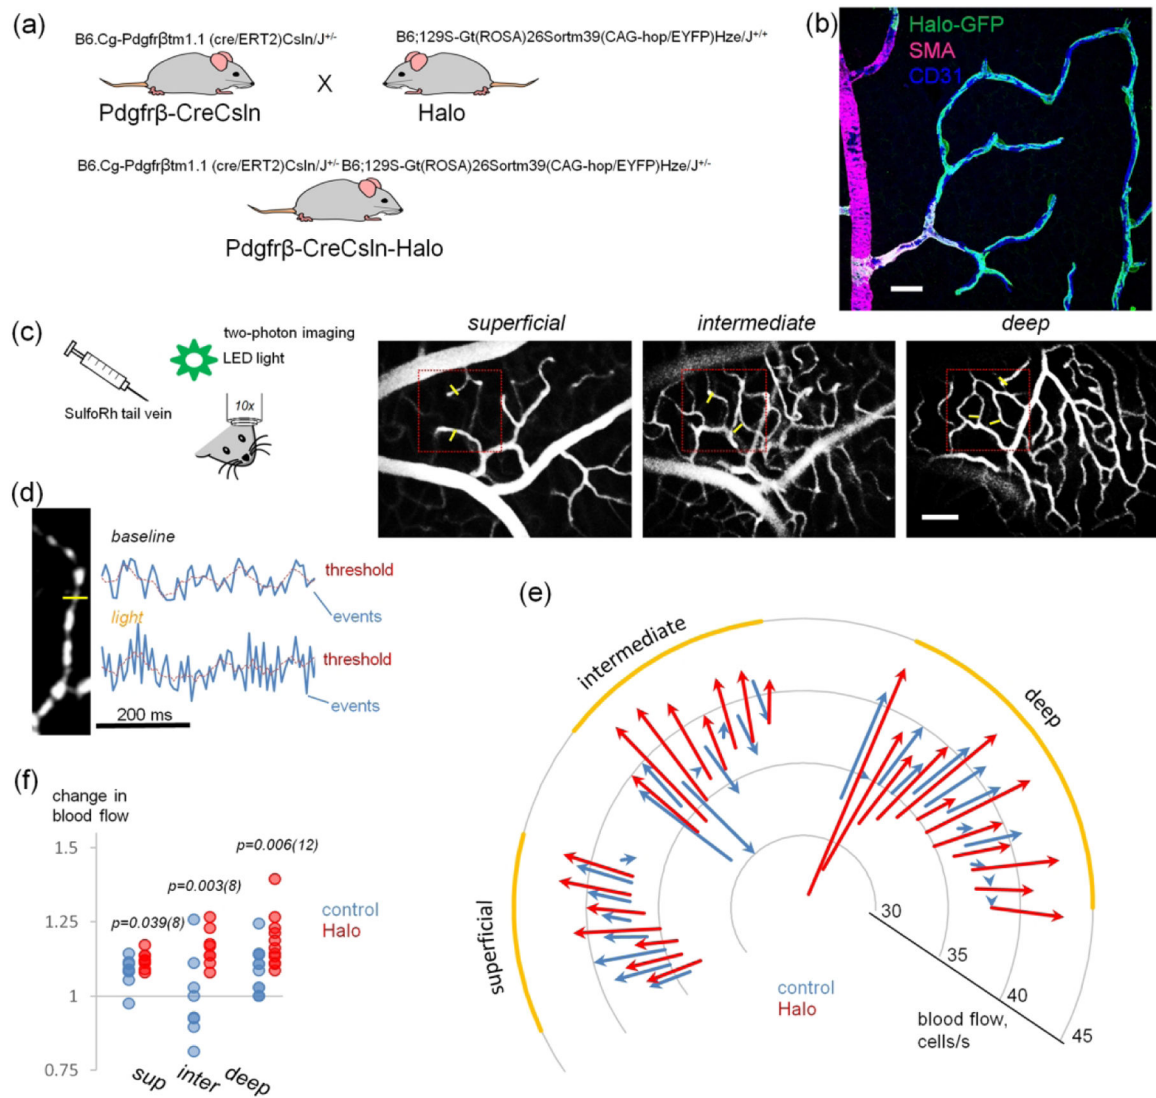 (a)
B6.Cg-Pdgfrβtm1.1 (cre/ERT2)Csln/J+/-
B6;129S-Gt(ROSA)26Sortm39(CAG-hop/EYFP)Hze/J+/+
X
Pdgfrβ-CreCsln
Halo
B6.Cg-Pdgfrβtm1.1 (cre/ERT2)Csln/J+/- B6;129S-Gt(ROSA)26Sortm39(CAG-hop/EYFP)Hze/J+/-
Pdgfrβ-CreCsln-Halo
(b)
Halo-GFP
SMA
CD31
(c)
two-photon imaging
LED light
SulfoRh tail vein
10x
superficial
intermediate
deep
(d)
baseline
threshold
events
light
threshold
events
200 ms
(e)
intermediate
deep
superficial
30
35
40
45
control
Halo
blood flow,
cells/s
(f)
change in
blood flow
1.5
1.25
1
0.75
p=0.039(8)
p=0.003(8)
p=0.006(12)
control
Halo
sup
inter
deep